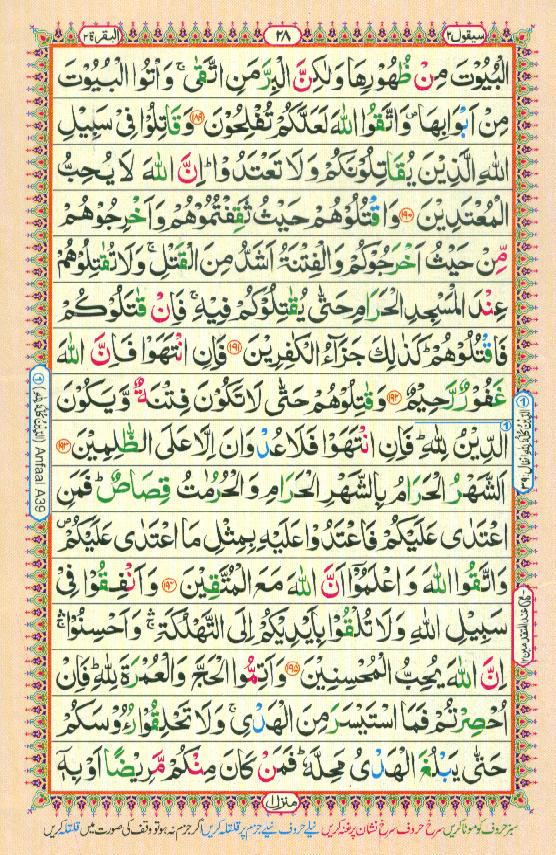 سیقول ٢
٢٨
البقرة ٢
الْبُيُوْتَ مِنْ ظُهُوْرِهَا وَلٰكِنَّ الْبِرَّ مَنِ اتَّقٰى ۚ وَاْتُوا الْبُيُوْتَ
مِنْ اَبْوَابِهَا ۪ وَاتَّقُوا اللّٰهَ لَعَلَّكُمْ تُفْلِحُوْنَ ﴿١٨٩﴾ وَقَاتِلُوْا فِىْ سَبِيْلِ
اللّٰهِ الَّذِيْنَ يُقَاتِلُوْنَكُمْ وَلَا تَعْتَدُوْا ؕ اِنَّ اللّٰهَ لَا يُحِبُّ
الْمُعْتَدِيْنَ ﴿١٩٠﴾ وَاقْتُلُوْهُمْ حَيْثُ ثَقِفْتُمُوْهُمْ وَاَخْرِجُوْهُمْ
مِّنْ حَيْثُ اَخْرَجُوْكُمْ وَالْفِتْنَةُ اَشَدُّ مِنَ الْقَتْلِ ۚ وَلَا تُقٰتِلُوْهُمْ
عِنْدَ الْمَسْجِدِ الْحَرَامِ حَتّٰى يُقٰتِلُوْكُمْ فِيْهِ ۚ فَاِنْ قٰتَلُوْكُمْ
فَاقْتُلُوْهُمْ ؕ كَذٰلِكَ جَزَآءُ الْكٰفِرِيْنَ ﴿١٩١﴾ فَاِنِ انْتَهَوْا فَاِنَّ اللّٰهَ
غَفُوْرٌ رَّحِيْمٌ ﴿١٩٢﴾ وَقٰتِلُوْهُمْ حَتّٰى لَا تَكُوْنَ فِتْنَةٌ وَّيَكُوْنَ
الدِّيْنُ لِلّٰهِ ؕ فَاِنِ انْتَهَوْا فَلَا عُدْوَانَ اِلَّا عَلَى الظّٰلِمِيْنَ ﴿١٩٣﴾
اَلشَّهْرُ الْحَرَامُ بِالشَّهْرِ الْحَرَامِ وَالْحُرُمٰتُ قِصَاصٌ ؕ فَمَنِ
اعْتَدٰى عَلَيْكُمْ فَاعْتَدُوْا عَلَيْهِ بِمِثْلِ مَا اعْتَدٰى عَلَيْكُمْ ۪
وَاتَّقُوا اللّٰهَ وَاعْلَمُوْٓا اَنَّ اللّٰهَ مَعَ الْمُتَّقِيْنَ ﴿١٩٤﴾ وَاَنْفِقُوْا فِىْ
سَبِيْلِ اللّٰهِ وَلَا تُلْقُوْا بِاَيْدِيْكُمْ اِلَى التَّهْلُكَةِ ۛۚ وَاَحْسِنُوْا ۛۚ
اِنَّ اللّٰهَ يُحِبُّ الْمُحْسِنِيْنَ ﴿١٩٥﴾ وَاَتِمُّوا الْحَجَّ وَالْعُمْرَةَ لِلّٰهِ ؕ فَاِنْ
اُحْصِرْتُمْ فَمَا اسْتَيْسَرَ مِنَ الْهَدْىِ ۚ وَلَا تَحْلِقُوْا رُءُوْسَكُمْ
حَتّٰى يَبْلُغَ الْهَدْىُ مَحِلَّهٗ ؕ فَمَنْ كَانَ مِنْكُمْ مَّرِيْضًا اَوْ بِهٖٓ
منزل ١
Anfaal A39
سبز حروف کو موٹا کریں سرخ حروف سرخ نشان پر غنہ کریں نیلے حروف نیلے جزم پر قلقلہ کریں اگر جزم نہ ہو تو وقف کی صورت میں قلقلہ کریں